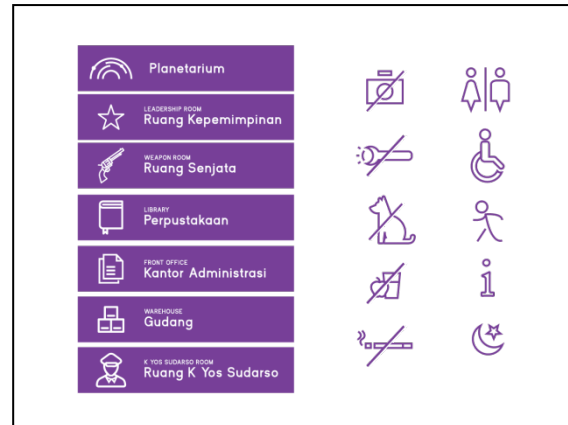 Planetarium
LEADERSHIP ROOM
Ruang Kepemimpinan
WEAPON ROOM
Ruang Senjata
LIBRARY
Perpustakaan
FRONT OFFICE
Kantor Administrasi
WAREHOUSE
Gudang
K YOS SUDARSO ROOM
Ruang K Yos Sudarso